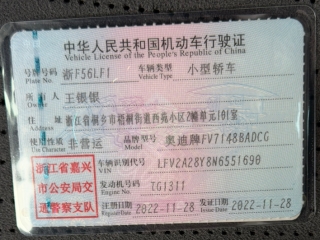 中华人民共和国机动车行驶证
Vehicle License of the People's Republic of China
号牌号码 浙F56LF1 车辆类型 小型轿车
Plate No. Vehicle Type
所有人 王银银
Owner
住址 浙江省桐乡市梧桐街道西苑小区2幢单元101室
Address
使用性质 非营运 品牌型号 奥迪牌FV7148BADCG
Use Character Model
浙江省嘉兴市公安局交通警察支队
车辆识别代号 LFV2A28Y8N6551690
VIN
发动机号码 TG1311
Engine No.
注册日期 2022-11-28 发证日期 2022-11-28
Register Date Issue Date